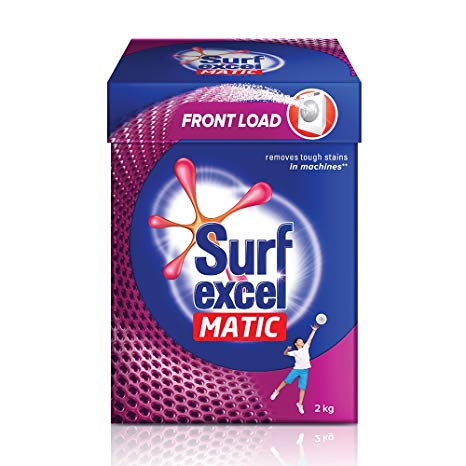 Surf
excel
MATIC
FRONT LOAD
removes tough stains
in machines**
Surf
excel
MATIC
2 kg